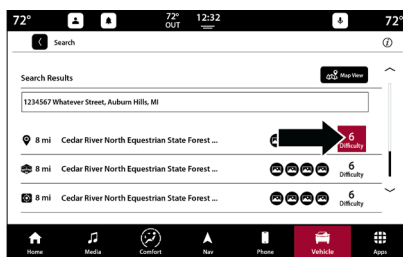 72° 72° OUT 12:32 72°
Search
Search Results Map View
1234567 Whatever Street, Auburn Hills, MI
8 mi Cedar River North Equestrian State Forest ... 6 Difficulty
8 mi Cedar River North Equestrian State Forest ... 6 Difficulty
8 mi Cedar River North Equestrian State Forest ... 6 Difficulty
Home Media Comfort Nav Phone Vehicle Apps